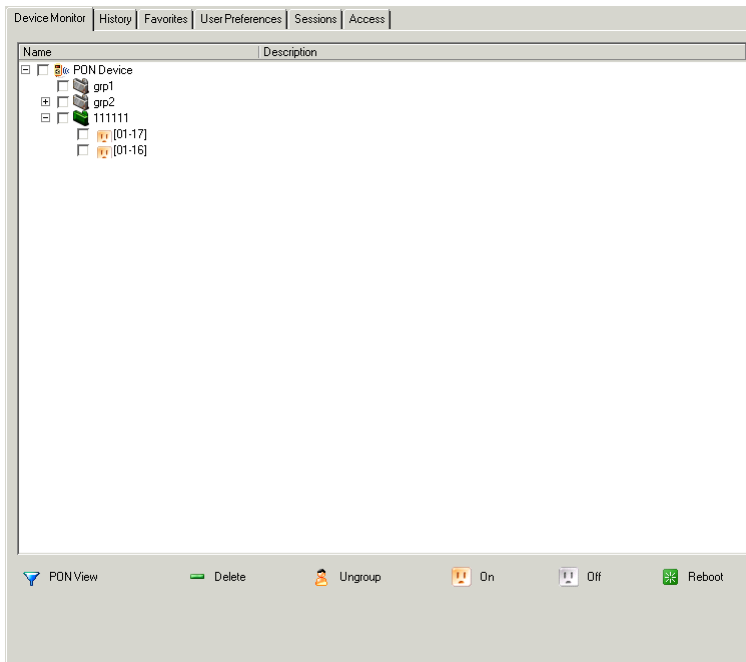 Device Monitor History Favorites User Preferences Sessions Access
Name Description
PON Device
grp1
grp2
111111
[01-17]
[01-16]
PON View Delete Ungroup On Off Reboot